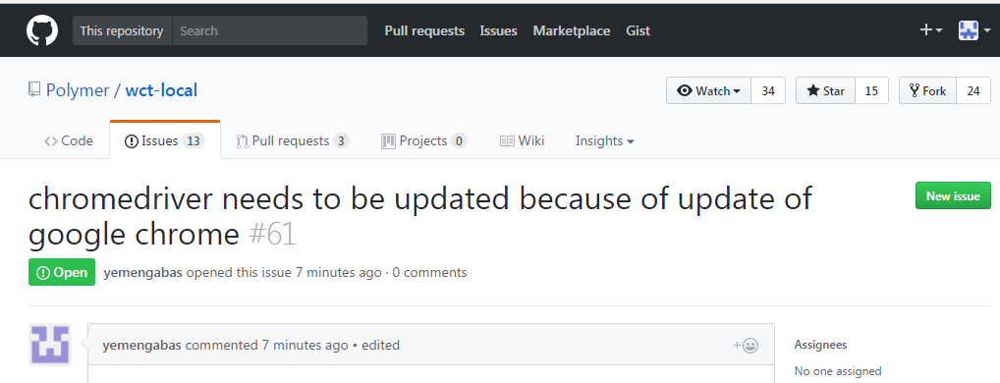 This repository Search Pull requests Issues Marketplace Gist
Polymer / wct-local Watch 34 Star 15 Fork 24
Code Issues 13 Pull requests 3 Projects 0 Wiki Insights
chromedriver needs to be updated because of update of
google chrome #61
New issue
Open yemengabas opened this issue 7 minutes ago · 0 comments
yemengabas commented 7 minutes ago • edited
Assignees
No one assigned